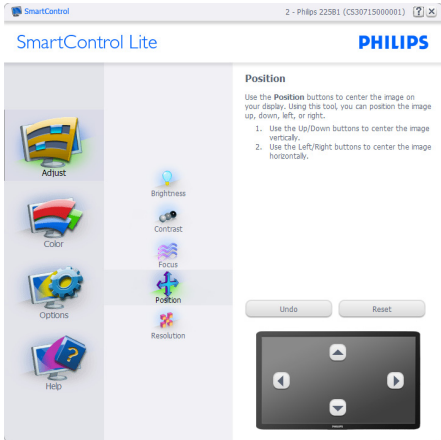 SmartControl
2 - Philips 225B1 (CS30715000001)
? ×
SmartControl Lite
PHILIPS
Adjust
Color
Options
Help
Brightness
Contrast
Focus
Position
Resolution
Position
Use the Position buttons to center the image on
your display. Using this tool, you can position the image
up, down, left, or right.
1. Use the Up/Down buttons to center the image
vertically.
2. Use the Left/Right buttons to center the image
horizontally.
Undo
Reset
PHILIPS